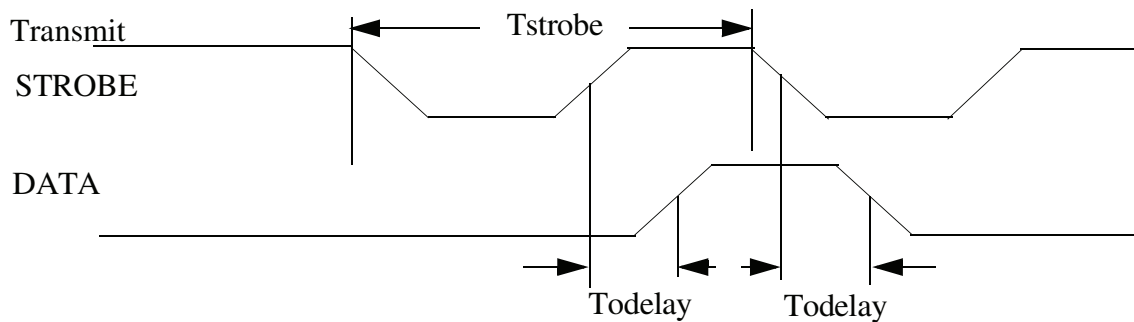 Tstrobe
Transmit
STROBE
DATA
Todelay
Todelay